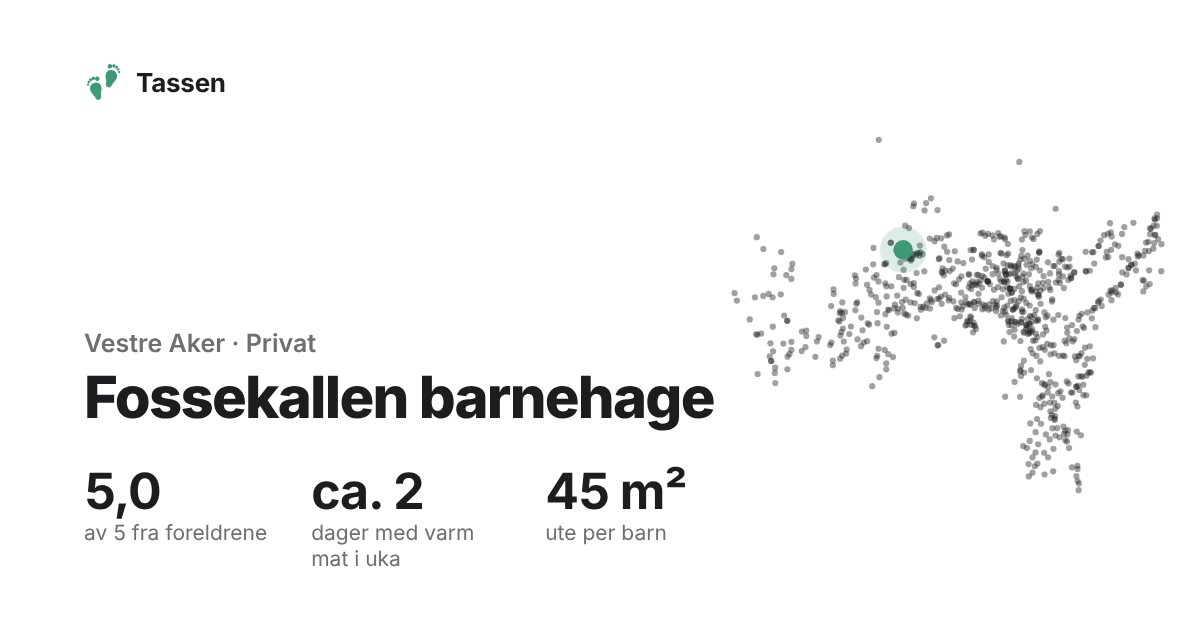 Tassen
Vestre Aker · Privat
Fossekallen barnehage
5,0
av 5 fra foreldrene
ca. 2
dager med varm
mat i uka
45 m²
ute per barn